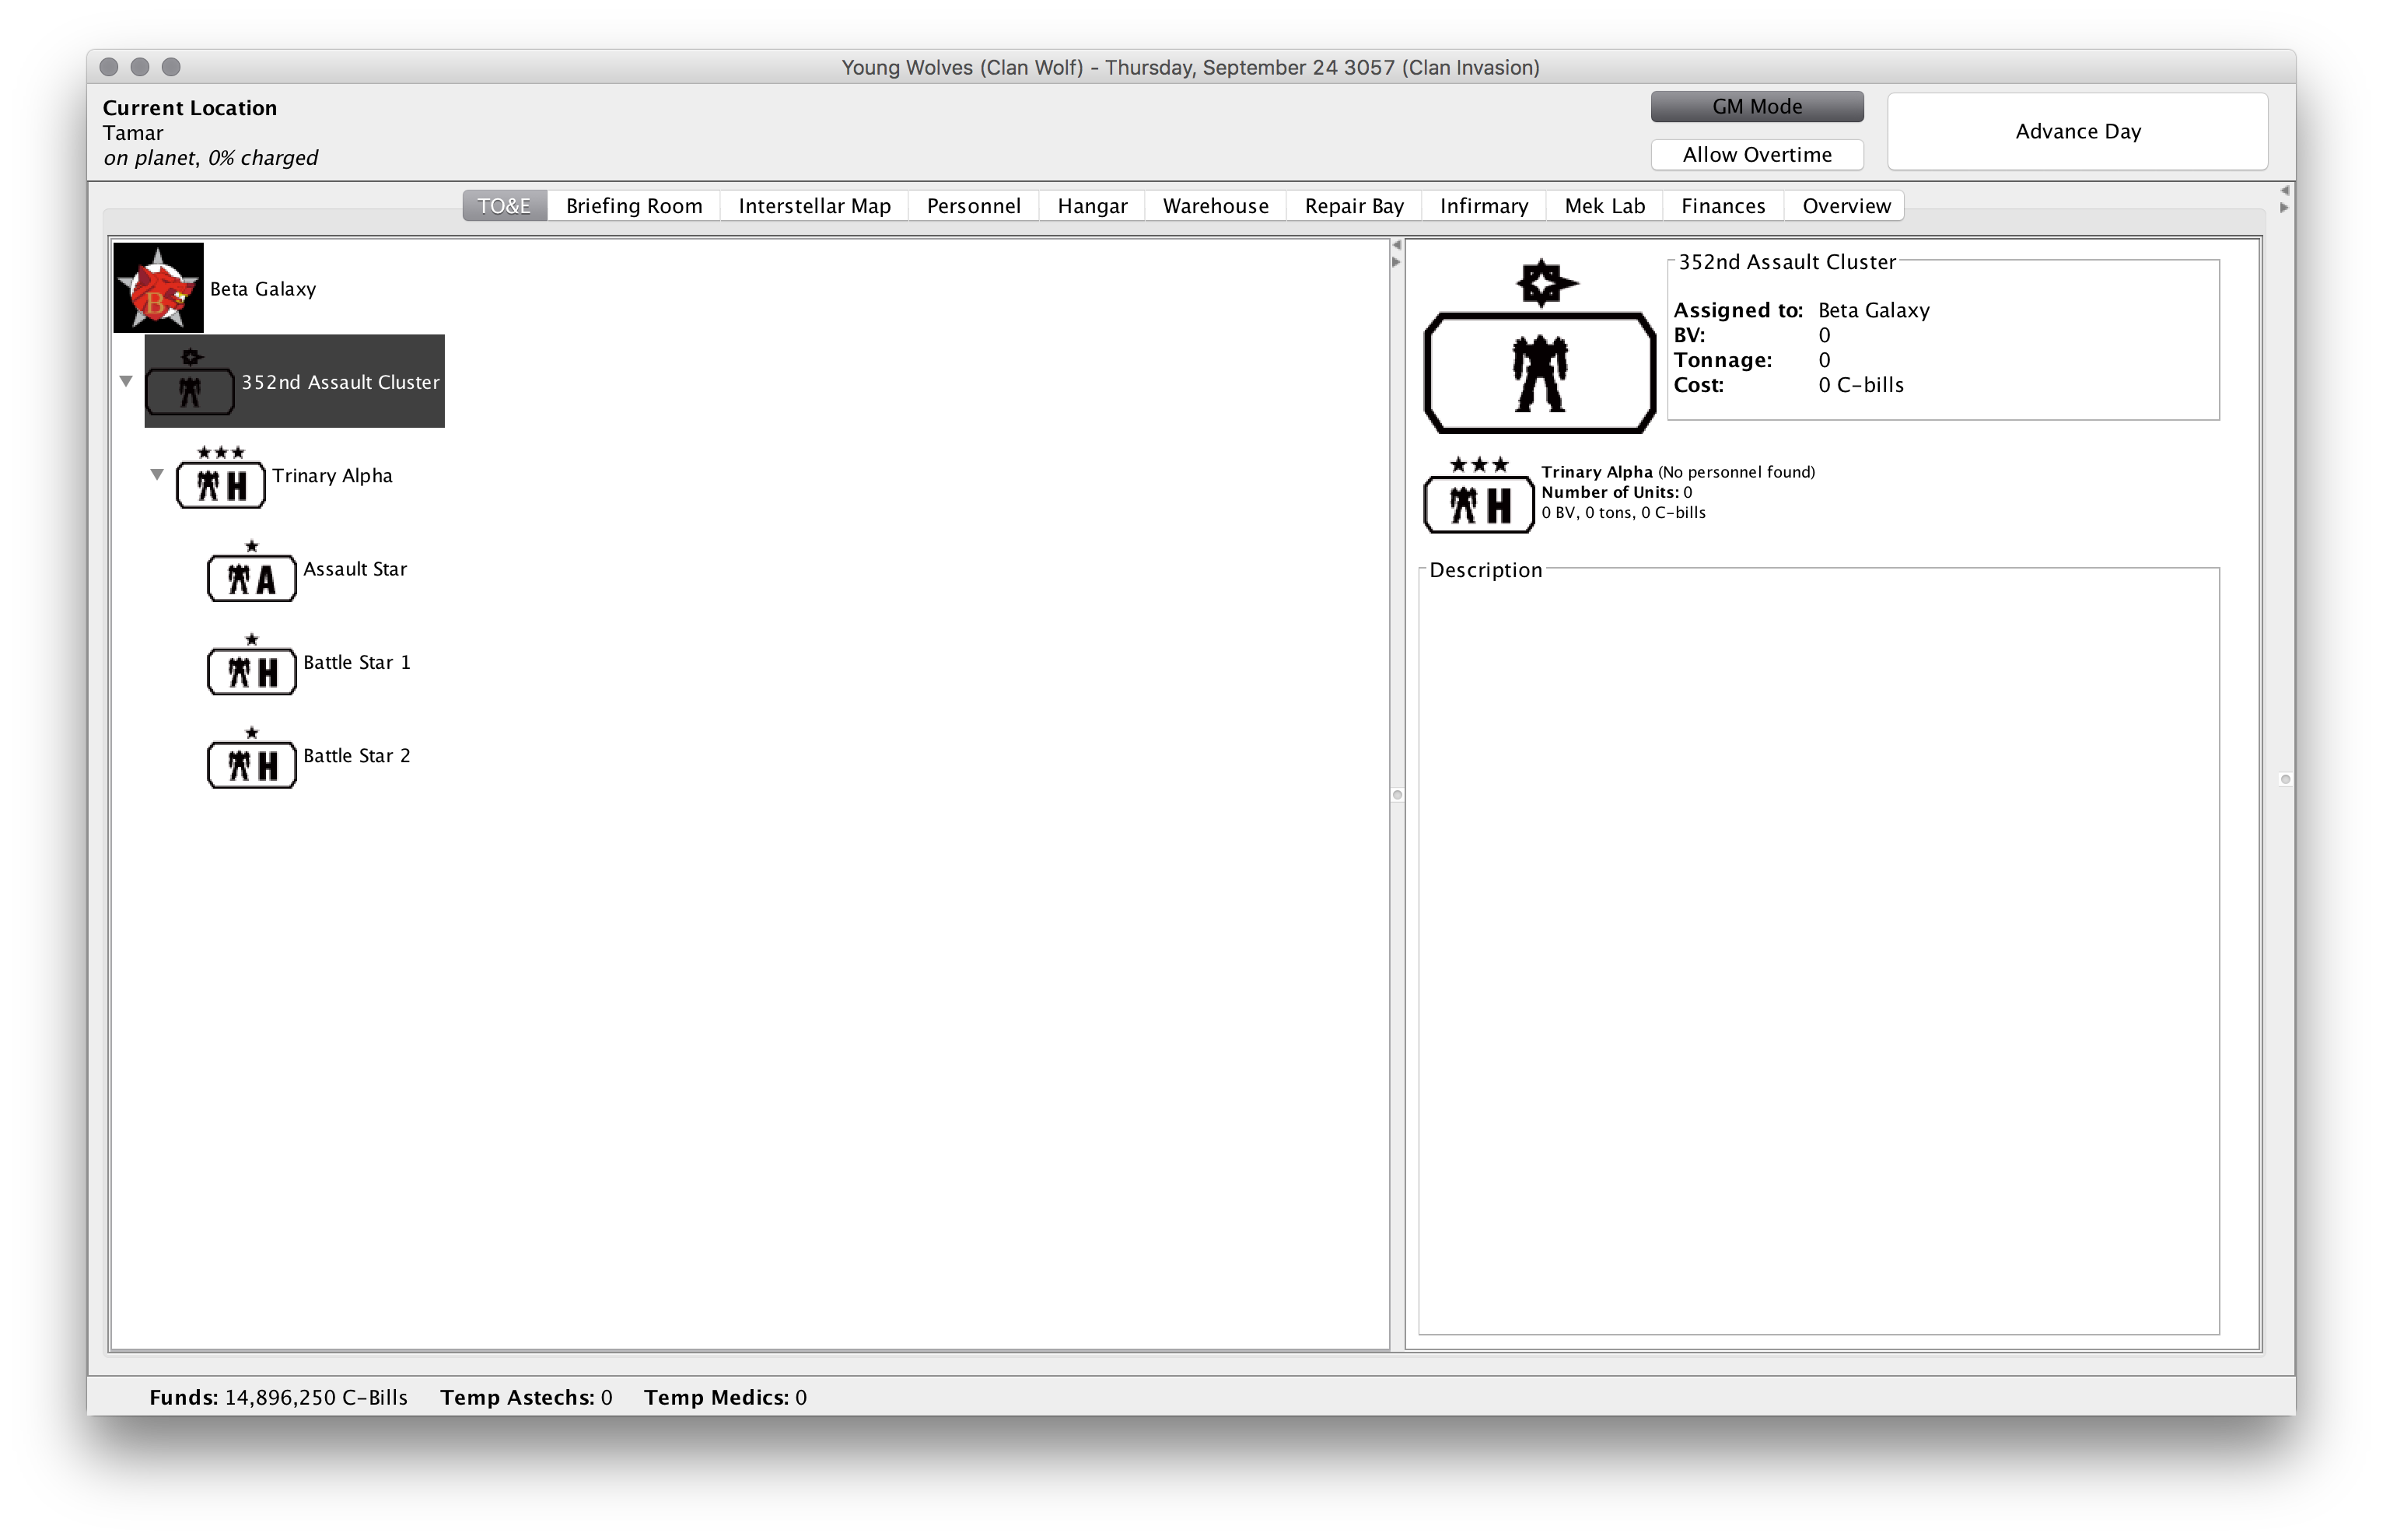 Young Wolves (Clan Wolf) - Thursday, September 24 3057 (Clan Invasion)
Current Location
Tamar
on planet, 0% charged
GM Mode
Allow Overtime
Advance Day
TO&E Briefing Room Interstellar Map Personnel Hangar Warehouse Repair Bay Infirmary Mek Lab Finances Overview
B
Beta Galaxy
352nd Assault Cluster
H
Trinary Alpha
A
Assault Star
H
Battle Star 1
H
Battle Star 2
352nd Assault Cluster
Assigned to: Beta Galaxy
BV: 0
Tonnage: 0
Cost: 0 C-bills
H
Trinary Alpha (No personnel found)
Number of Units: 0
0 BV, 0 tons, 0 C-bills
Description
Funds: 14,896,250 C-Bills Temp Astechs: 0 Temp Medics: 0